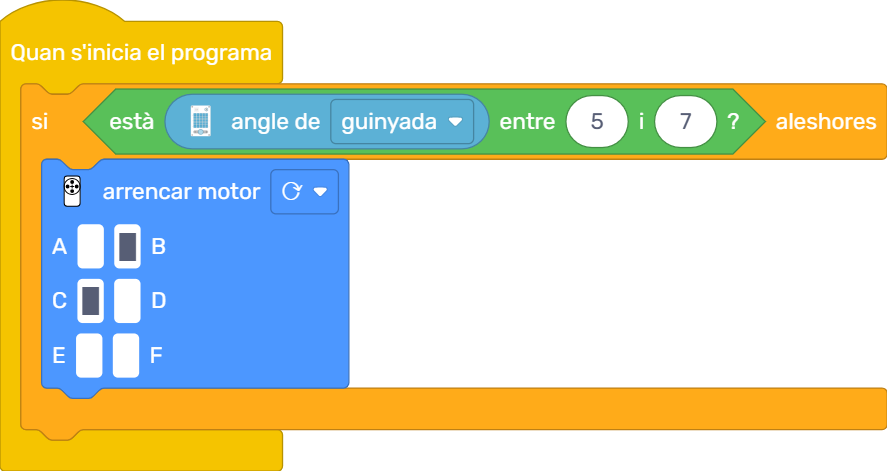 Quan s'inicia el programa
si està angle de guinyada entre 5 i 7 ? aleshores
arrencar motor
A B
C D
E F